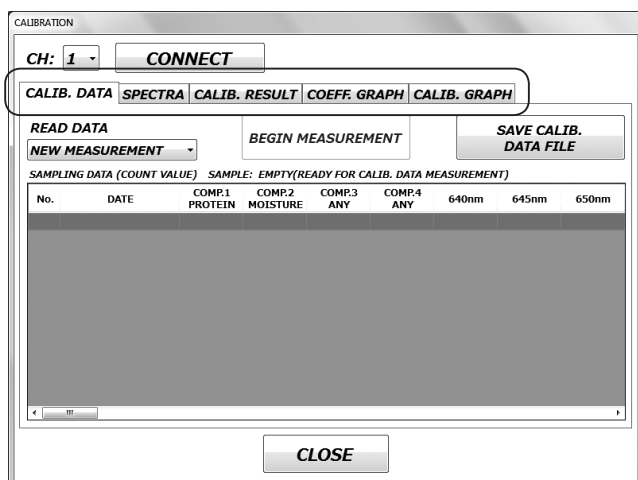 CALIBRATION
CH: 1 CONNECT
CALIB. DATA SPECTRA CALIB. RESULT COEFF. GRAPH CALIB. GRAPH
READ DATA
NEW MEASUREMENT
BEGIN MEASUREMENT
SAVE CALIB.
DATA FILE
SAMPLING DATA (COUNT VALUE) SAMPLE: EMPTY(READY FOR CALIB. DATA MEASUREMENT)
No. DATE COMP.1 PROTEIN COMP.2 MOISTURE COMP.3 ANY COMP.4 ANY 640nm 645nm 650nm
CLOSE